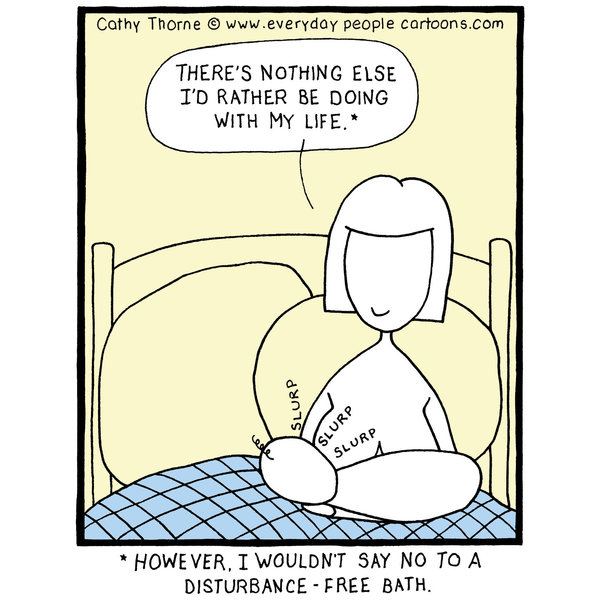 Cathy Thorne © www.everyday people cartoons.com
THERE'S NOTHING ELSE
I'D RATHER BE DOING
WITH MY LIFE.*
SLURP
SLURP
SLURP
* HOWEVER, I WOULDN'T SAY NO TO A
DISTURBANCE-FREE BATH.